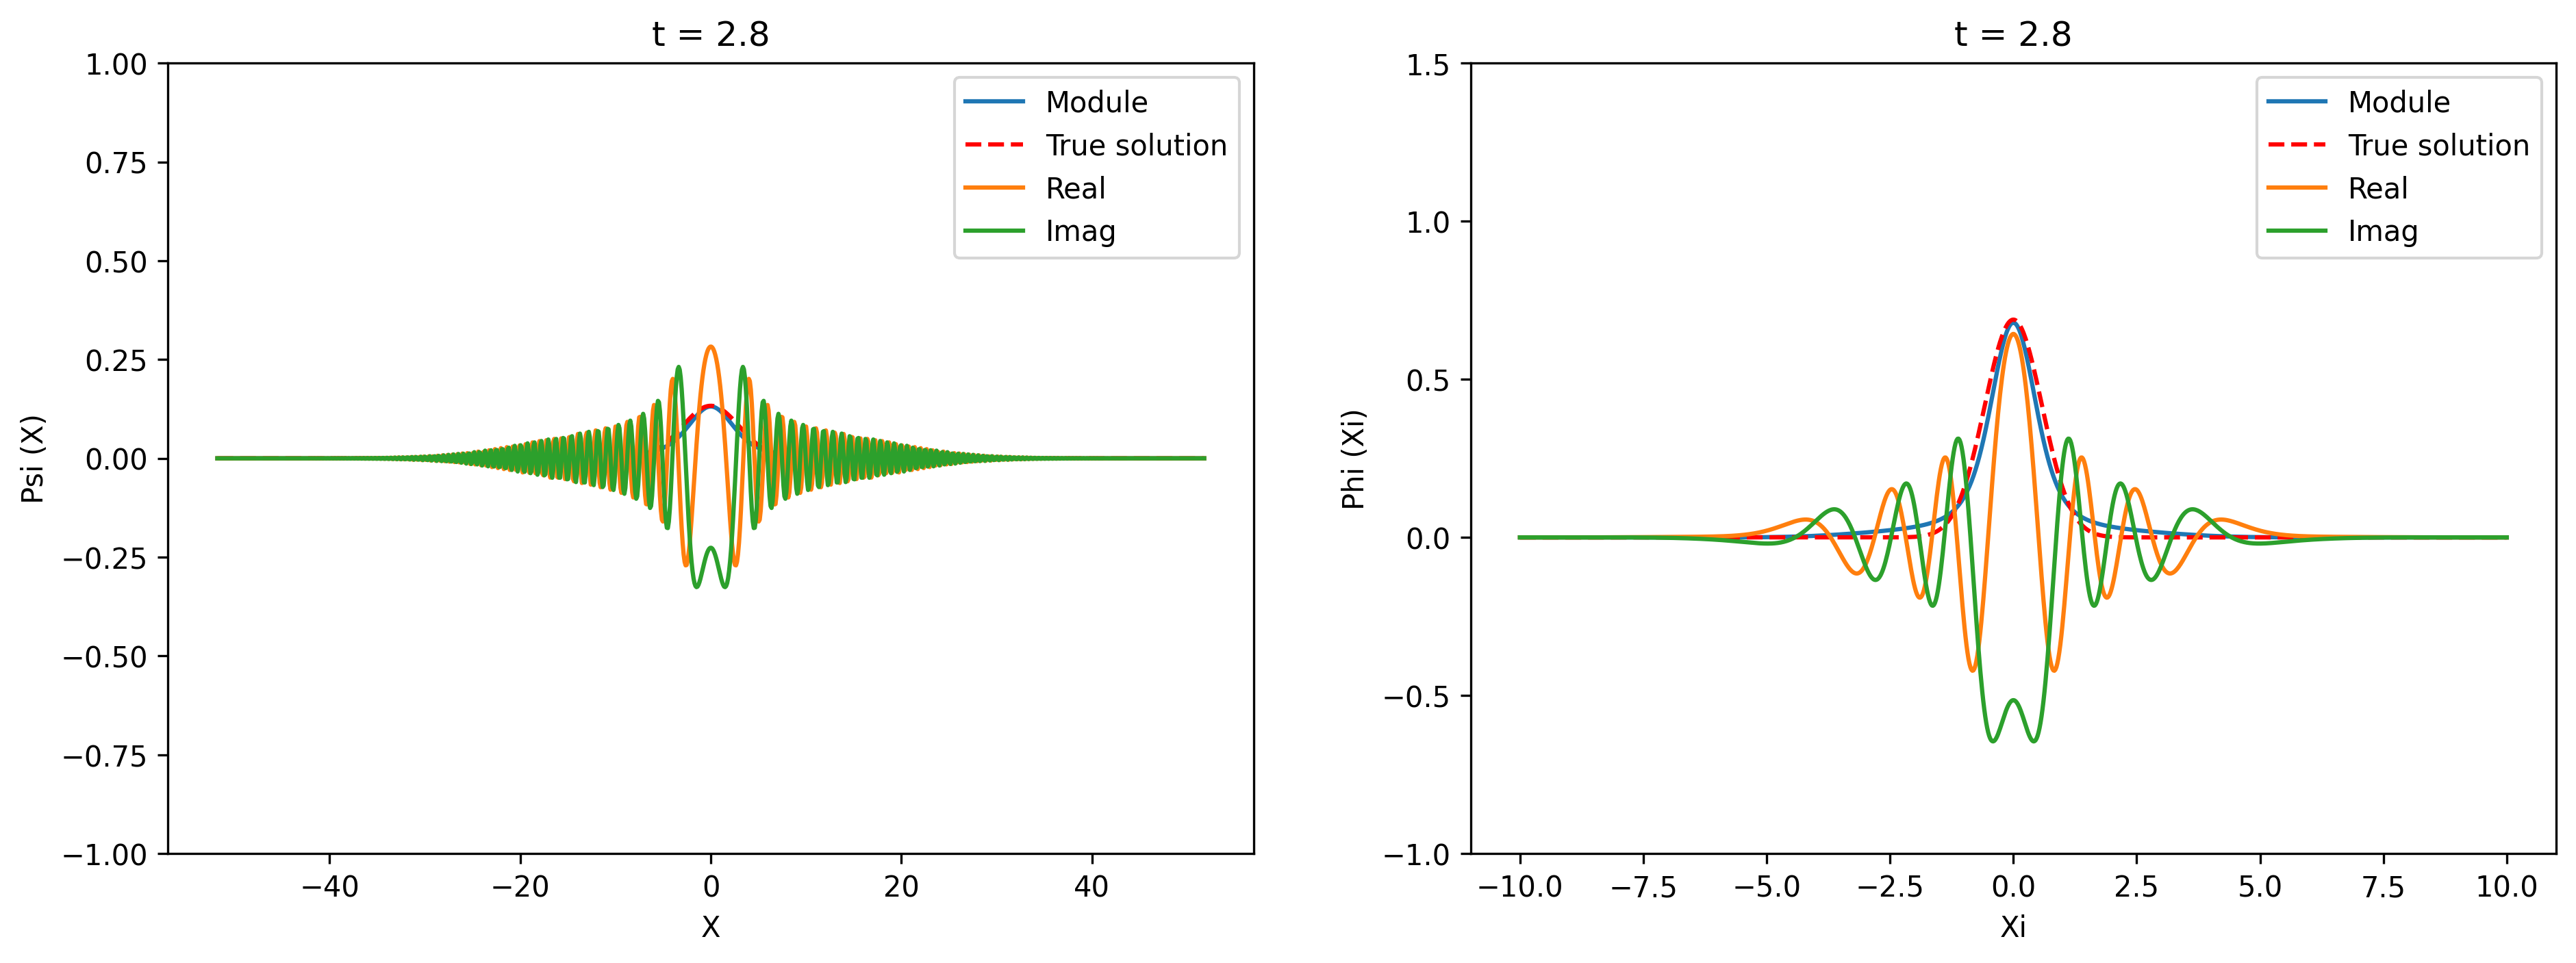 t = 2.8
1.00
0.75
0.50
0.25
0.00
−0.25
−0.50
−0.75
−1.00
Psi (X)
−40
−20
0
20
40
X
Module
True solution
Real
Imag
t = 2.8
1.5
1.0
0.5
0.0
−0.5
−1.0
Phi (Xi)
−10.0
−7.5
−5.0
−2.5
0.0
2.5
5.0
7.5
10.0
Xi
Module
True solution
Real
Imag